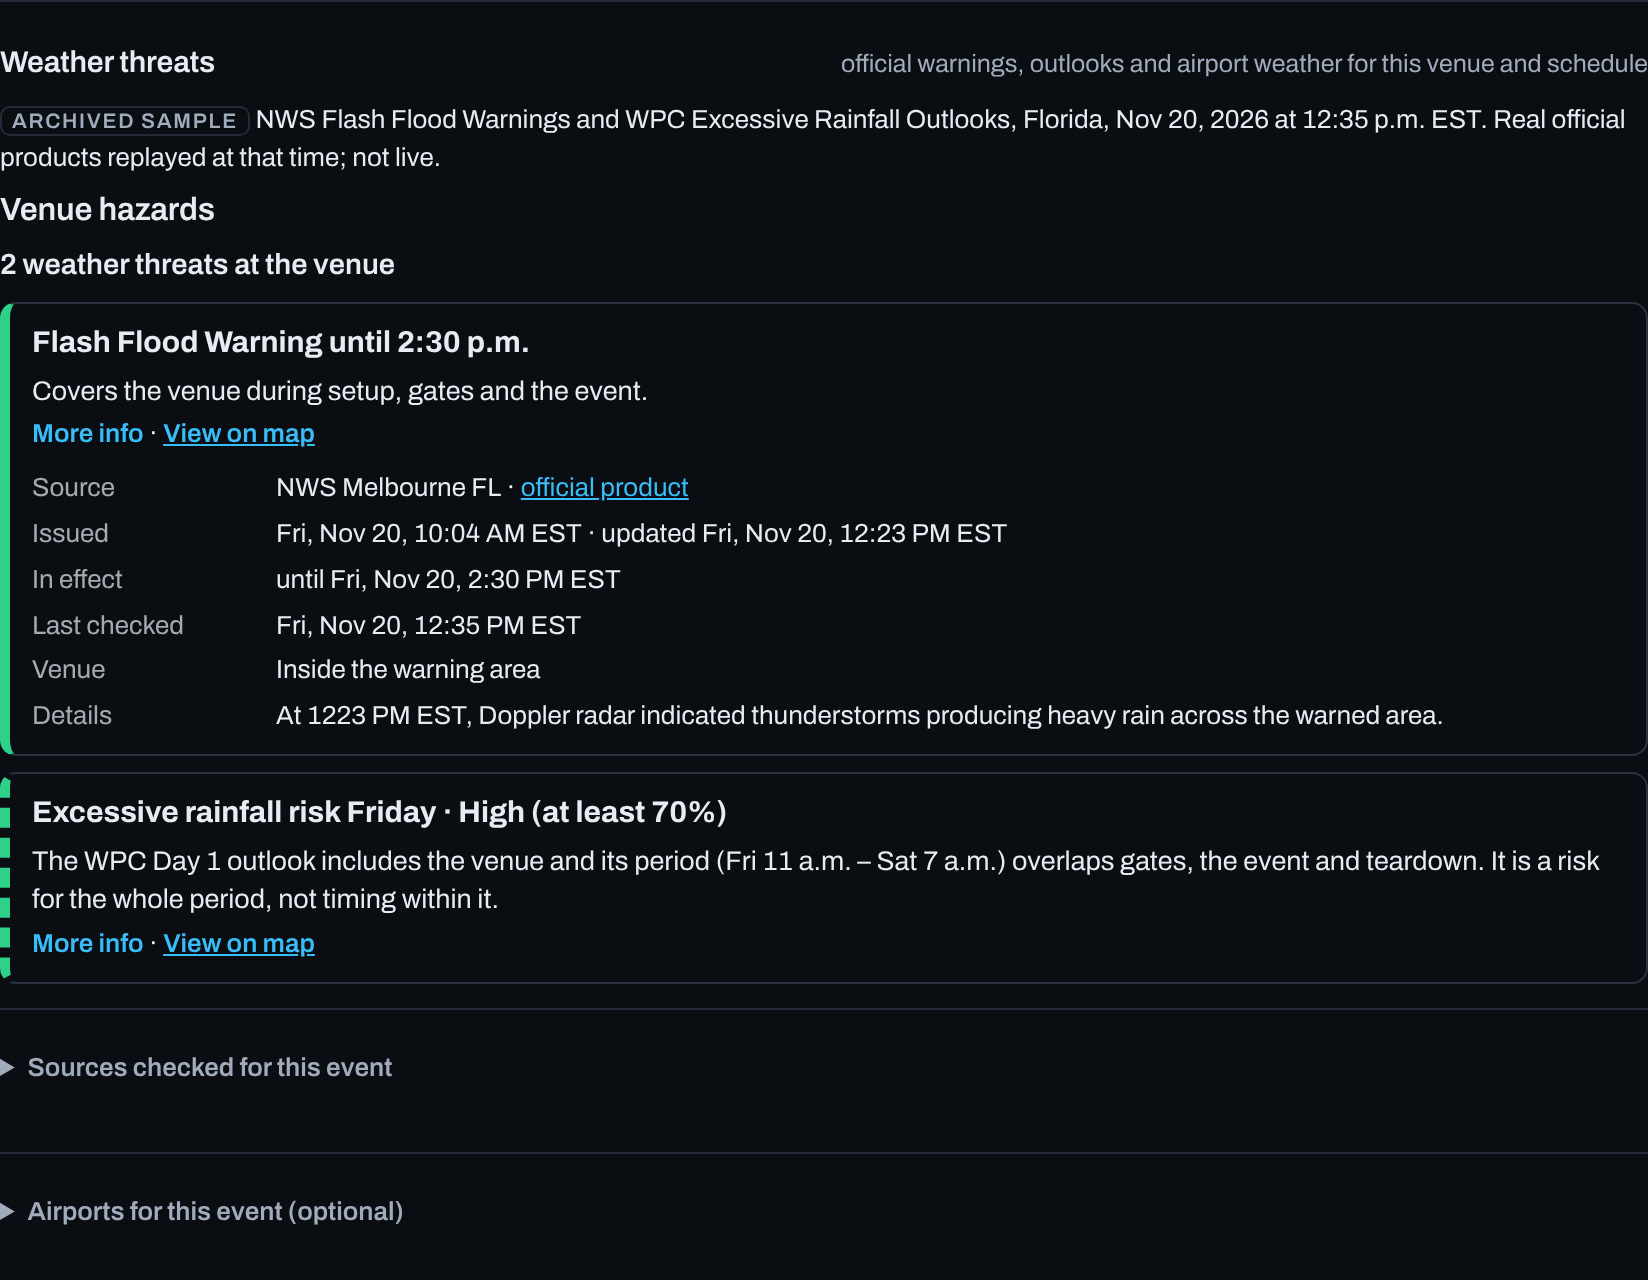 Weather threats
official warnings, outlooks and airport weather for this venue and schedule
ARCHIVED SAMPLE NWS Flash Flood Warnings and WPC Excessive Rainfall Outlooks, Florida, Nov 20, 2026 at 12:35 p.m. EST. Real official
products replayed at that time; not live.
Venue hazards
2 weather threats at the venue
Flash Flood Warning until 2:30 p.m.
Covers the venue during setup, gates and the event.
More info · View on map
Source NWS Melbourne FL · official product
Issued Fri, Nov 20, 10:04 AM EST · updated Fri, Nov 20, 12:23 PM EST
In effect until Fri, Nov 20, 2:30 PM EST
Last checked Fri, Nov 20, 12:35 PM EST
Venue Inside the warning area
Details At 1223 PM EST, Doppler radar indicated thunderstorms producing heavy rain across the warned area.
Excessive rainfall risk Friday · High (at least 70%)
The WPC Day 1 outlook includes the venue and its period (Fri 11 a.m. – Sat 7 a.m.) overlaps gates, the event and teardown. It is a risk
for the whole period, not timing within it.
More info · View on map
Sources checked for this event
Airports for this event (optional)